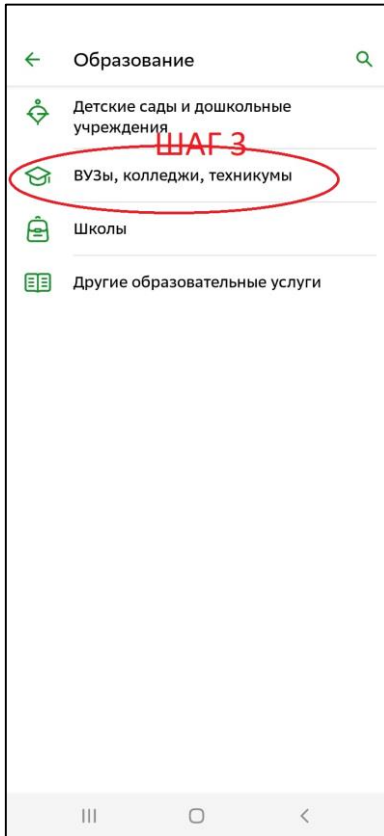 Образование
Детские сады и дошкольные
учреждения
ШАГ 3
ВУЗы, колледжи, техникумы
Школы
Другие образовательные услуги